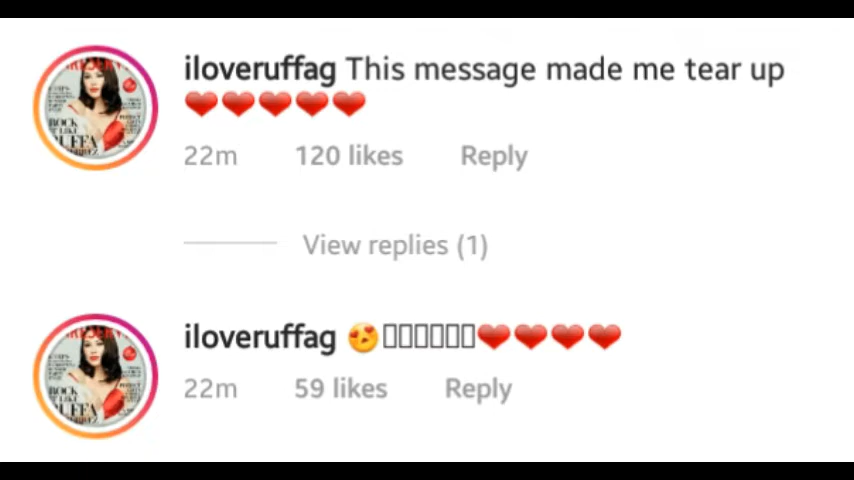 iloveruffag This message made me tear up
❤❤❤❤❤
22m 120 likes Reply
View replies (1)
iloveruffag 😍▯▯▯▯▯▯❤❤❤❤
22m 59 likes Reply